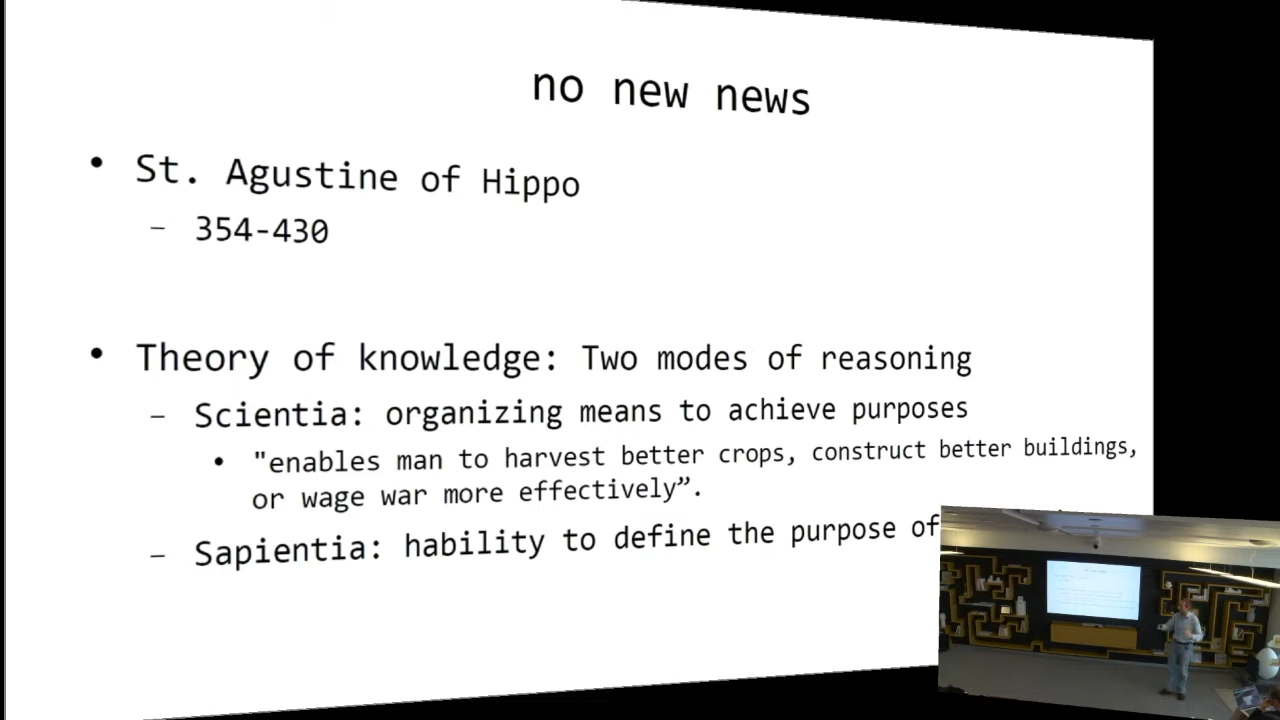 no new news
• St. Agustine of Hippo
– 354-430
• Theory of knowledge: Two modes of reasoning
– Scientia: organizing means to achieve purposes
• "enables man to harvest better crops, construct better buildings,
or wage war more effectively”.
– Sapientia: hability to define the purpose of